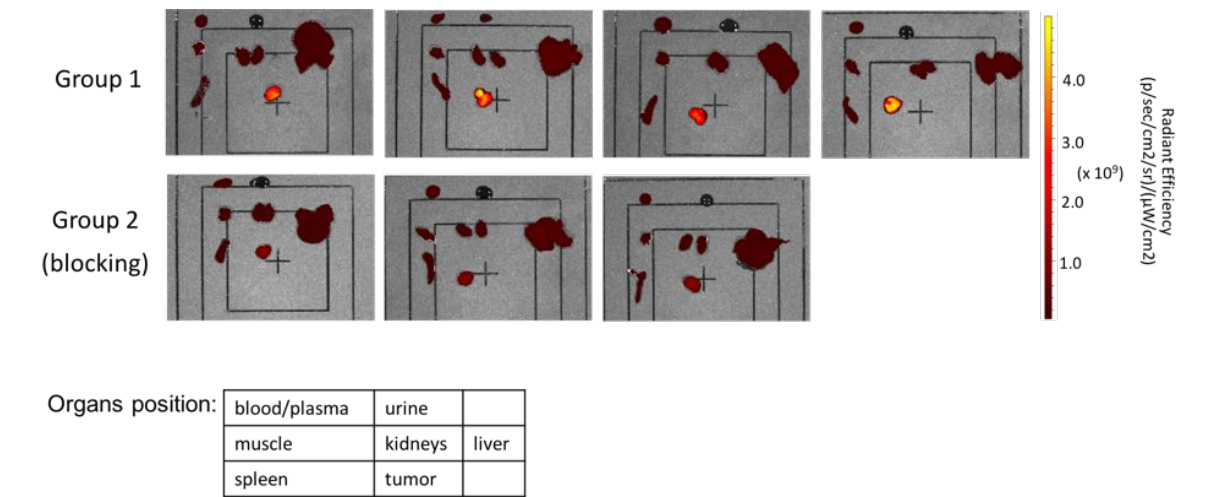 Group 1
Group 2
(blocking)
4.0
3.0
(x 10⁹)
2.0
1.0
Radiant Efficiency
(p/sec/cm2/sr)/(µW/cm2)
Organs position:
blood/plasma urine
muscle kidneys liver
spleen tumor